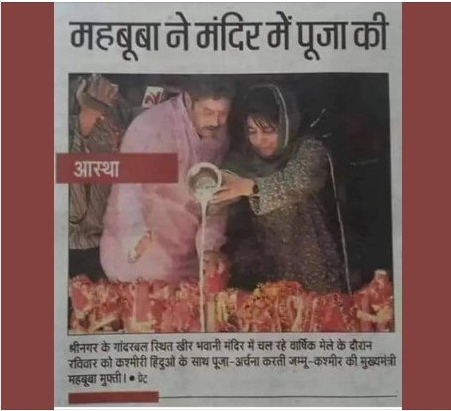 महबूबा ने मंदिर में पूजा की
आस्था
श्रीनगर के गांदरबल स्थित खीर भवानी मंदिर में चल रहे वार्षिक मेले के दौरान
रविवार को कश्मीरी हिंदुओं के साथ पूजा-अर्चना करती जम्मू-कश्मीर की मुख्यमंत्री
महबूबा मुफ्ती। ● प्रेट्र